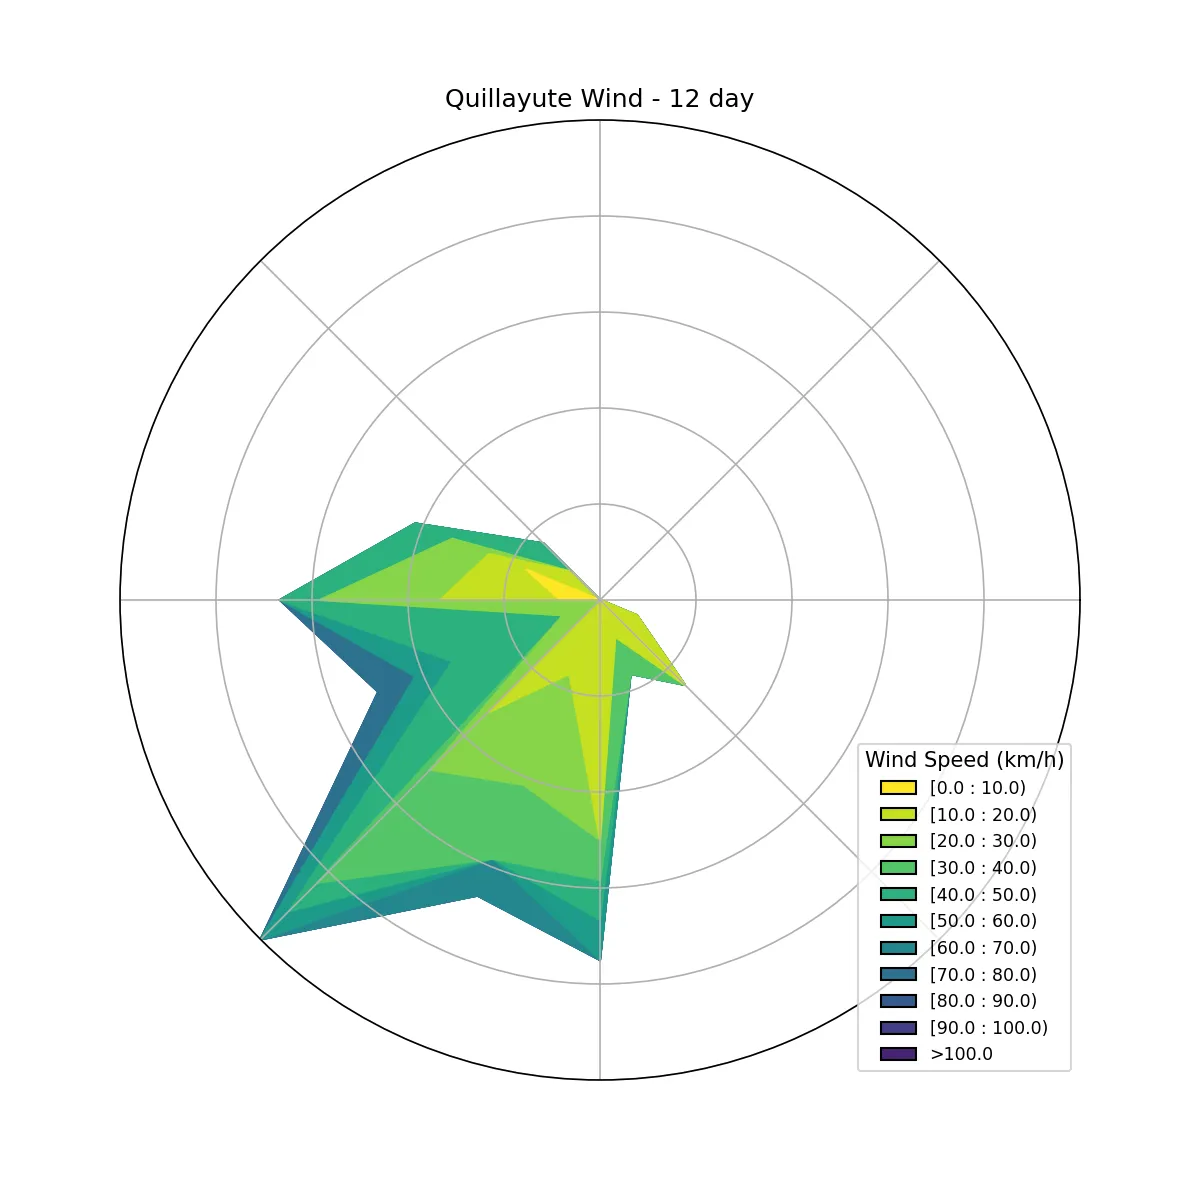 Quillayute Wind - 12 day
Wind Speed (km/h)
[0.0 : 10.0)
[10.0 : 20.0)
[20.0 : 30.0)
[30.0 : 40.0)
[40.0 : 50.0)
[50.0 : 60.0)
[60.0 : 70.0)
[70.0 : 80.0)
[80.0 : 90.0)
[90.0 : 100.0)
>100.0